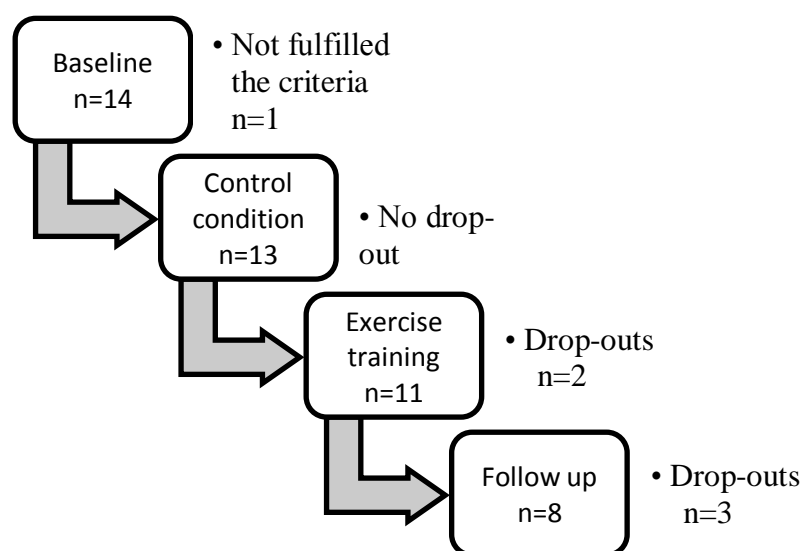 Baseline
n=14
• Not fulfilled
the criteria
n=1
Control
condition
n=13
• No drop-
out
Exercise
training
n=11
• Drop-outs
n=2
Follow up
n=8
• Drop-outs
n=3